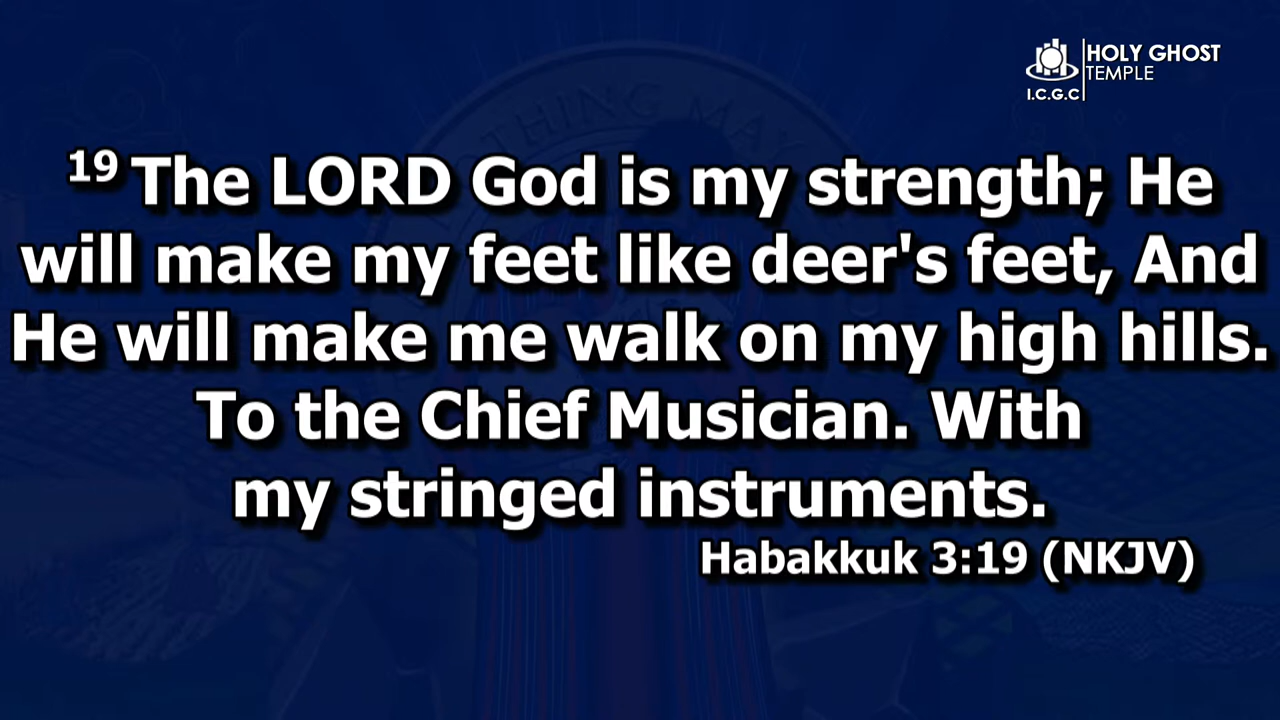 HOLY GHOST
TEMPLE
I.C.G.C
19 The LORD God is my strength; He
will make my feet like deer's feet, And
He will make me walk on my high hills.
To the Chief Musician. With
my stringed instruments.
Habakkuk 3:19 (NKJV)